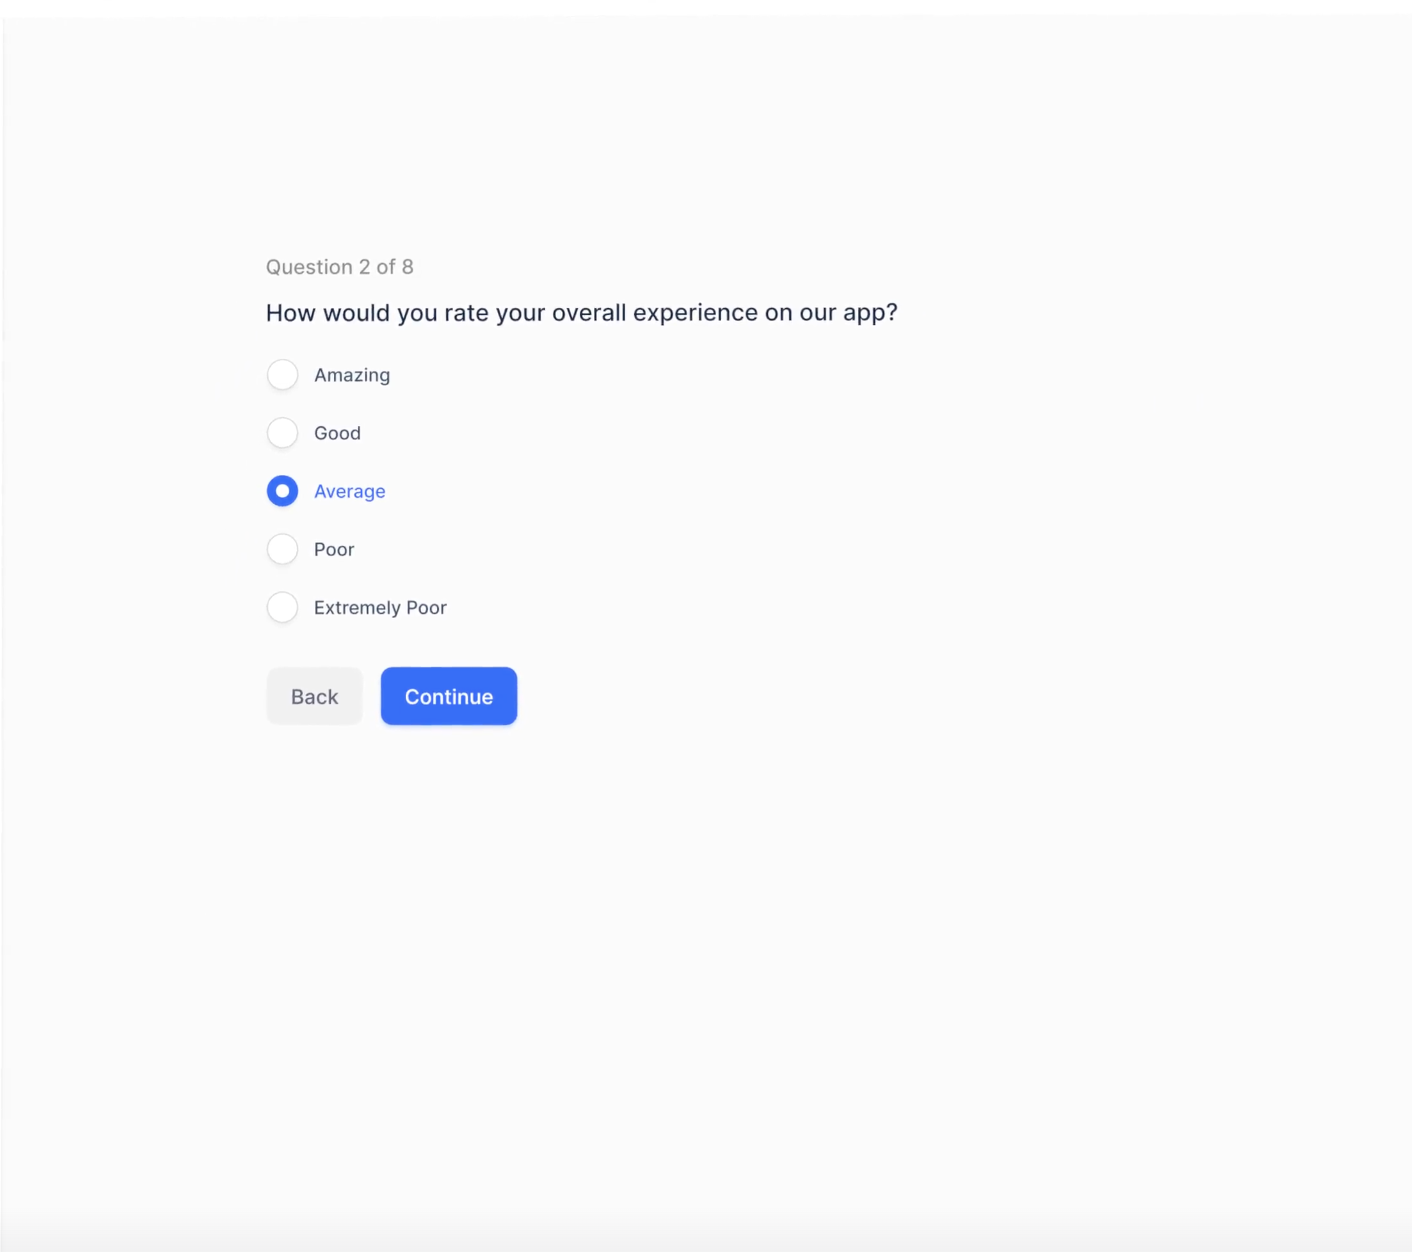 Question 2 of 8
How would you rate your overall experience on our app?
Amazing
Good
Average
Poor
Extremely Poor
Back
Continue